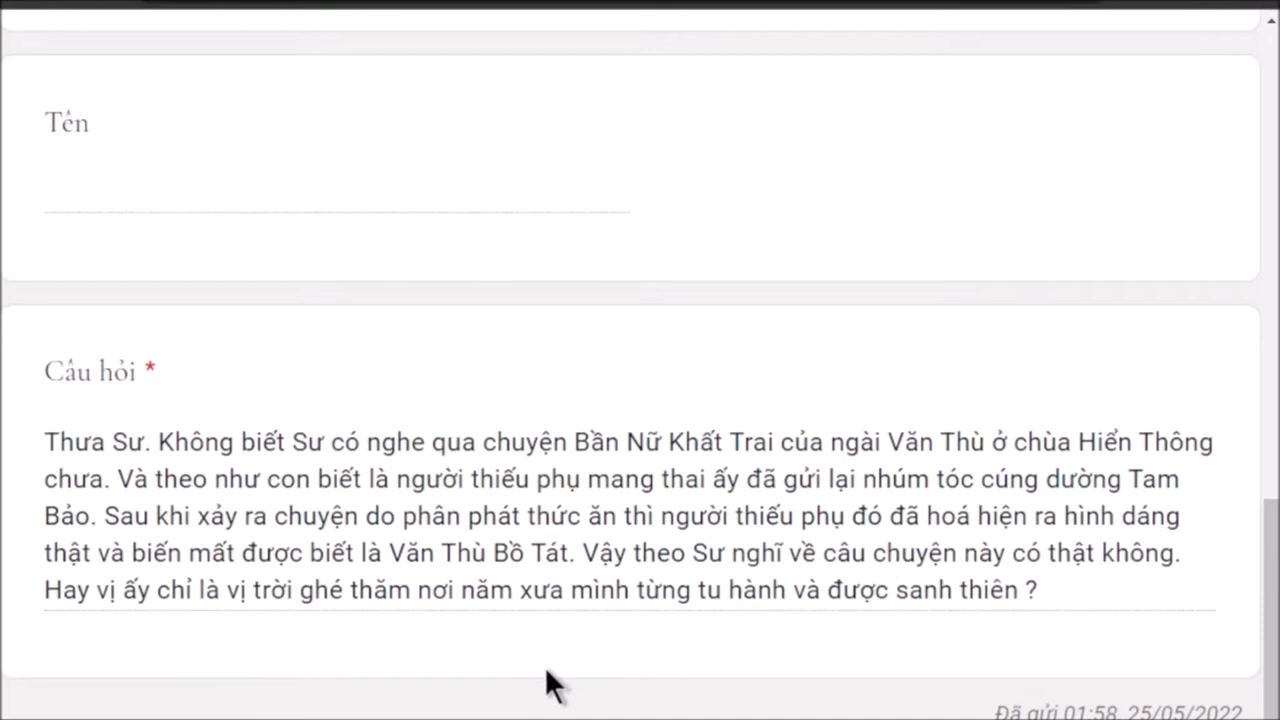 Tên
Câu hỏi *
Thưa Sư. Không biết Sư có nghe qua chuyện Bần Nữ Khất Trai của ngài Văn Thù ở chùa Hiển Thông
chưa. Và theo như con biết là người thiếu phụ mang thai ấy đã gửi lại nhúm tóc cúng dường Tam
Bảo. Sau khi xảy ra chuyện do phân phát thức ăn thì người thiếu phụ đó đã hoá hiện ra hình dáng
thật và biến mất được biết là Văn Thù Bồ Tát. Vậy theo Sư nghĩ về câu chuyện này có thật không.
Hay vị ấy chỉ là vị trời ghé thăm nơi năm xưa mình từng tu hành và được sanh thiên ?
Đã gửi 01:58, 25/05/2022